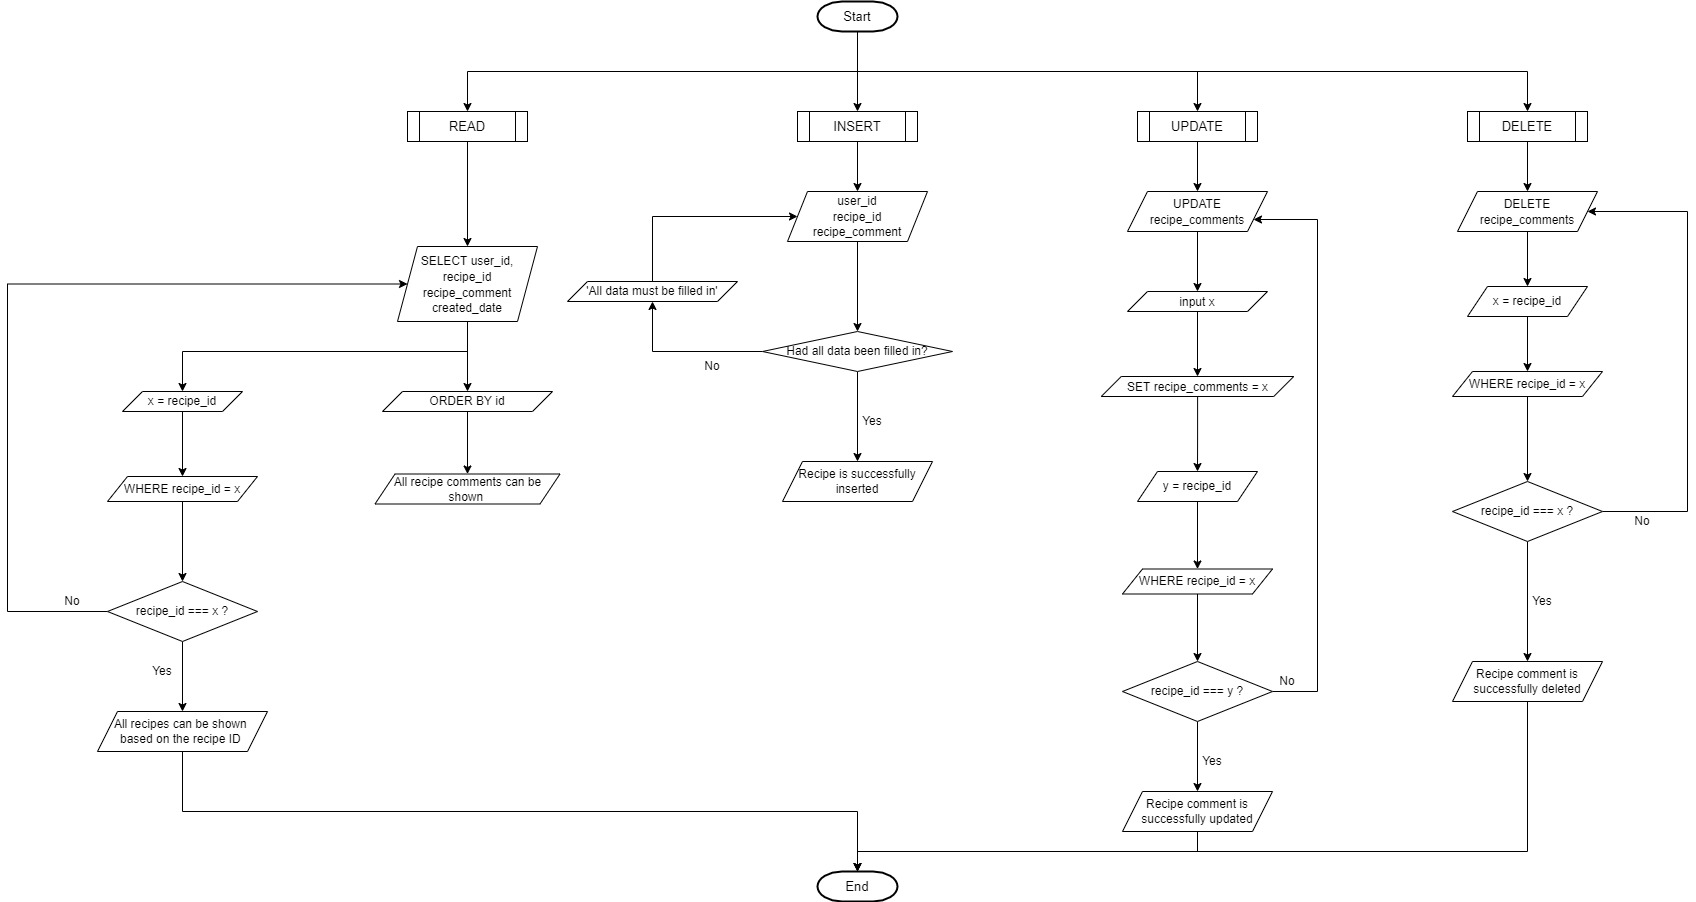 Start
READ
INSERT
UPDATE
DELETE
SELECT user_id,
recipe_id
recipe_comment
created_date
x = recipe_id
WHERE recipe_id = x
recipe_id === x ?
No
Yes
All recipes can be shown
based on the recipe ID
ORDER BY id
All recipe comments can be
shown
user_id
recipe_id
recipe_comment
'All data must be filled in'
Had all data been filled in?
No
Yes
Recipe is successfully
inserted
UPDATE
recipe_comments
input x
SET recipe_comments = x
y = recipe_id
WHERE recipe_id = x
recipe_id === y ?
No
Yes
Recipe comment is
successfully updated
DELETE
recipe_comments
x = recipe_id
WHERE recipe_id = x
recipe_id === x ?
No
Yes
Recipe comment is
successfully deleted
End